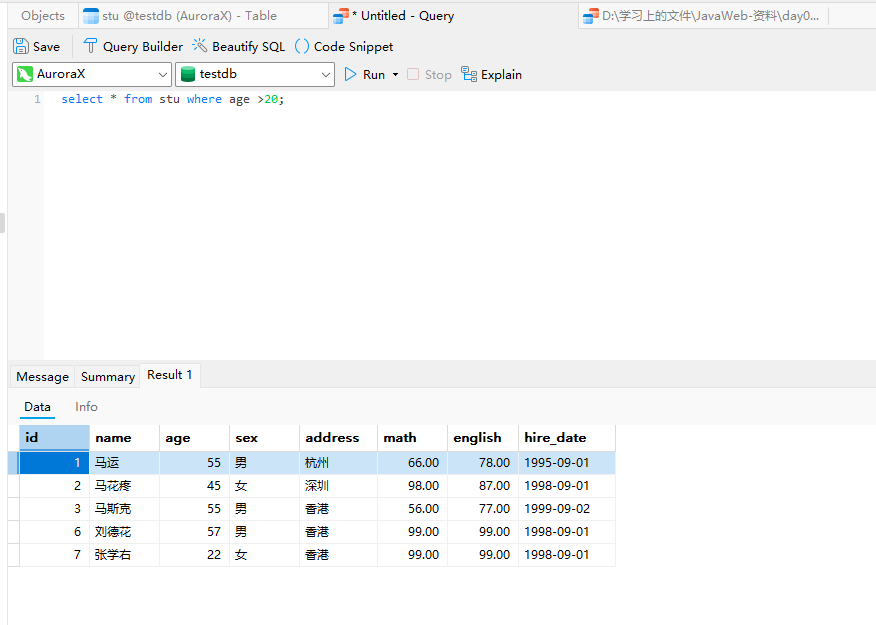 Objects stu @testdb (AuroraX) - Table * Untitled - Query D:\学习上的文件\JavaWeb-资料\day0...
Save Query Builder Beautify SQL () Code Snippet
AuroraX testdb Run Stop Explain
1 select * from stu where age >20;
Message Summary Result 1
Data Info
id name age sex address math english hire_date
1 马运 55 男 杭州 66.00 78.00 1995-09-01
2 马花疼 45 女 深圳 98.00 87.00 1998-09-01
3 马斯克 55 男 香港 56.00 77.00 1999-09-02
6 刘德花 57 男 香港 99.00 99.00 1998-09-01
7 张学右 22 女 香港 99.00 99.00 1998-09-01